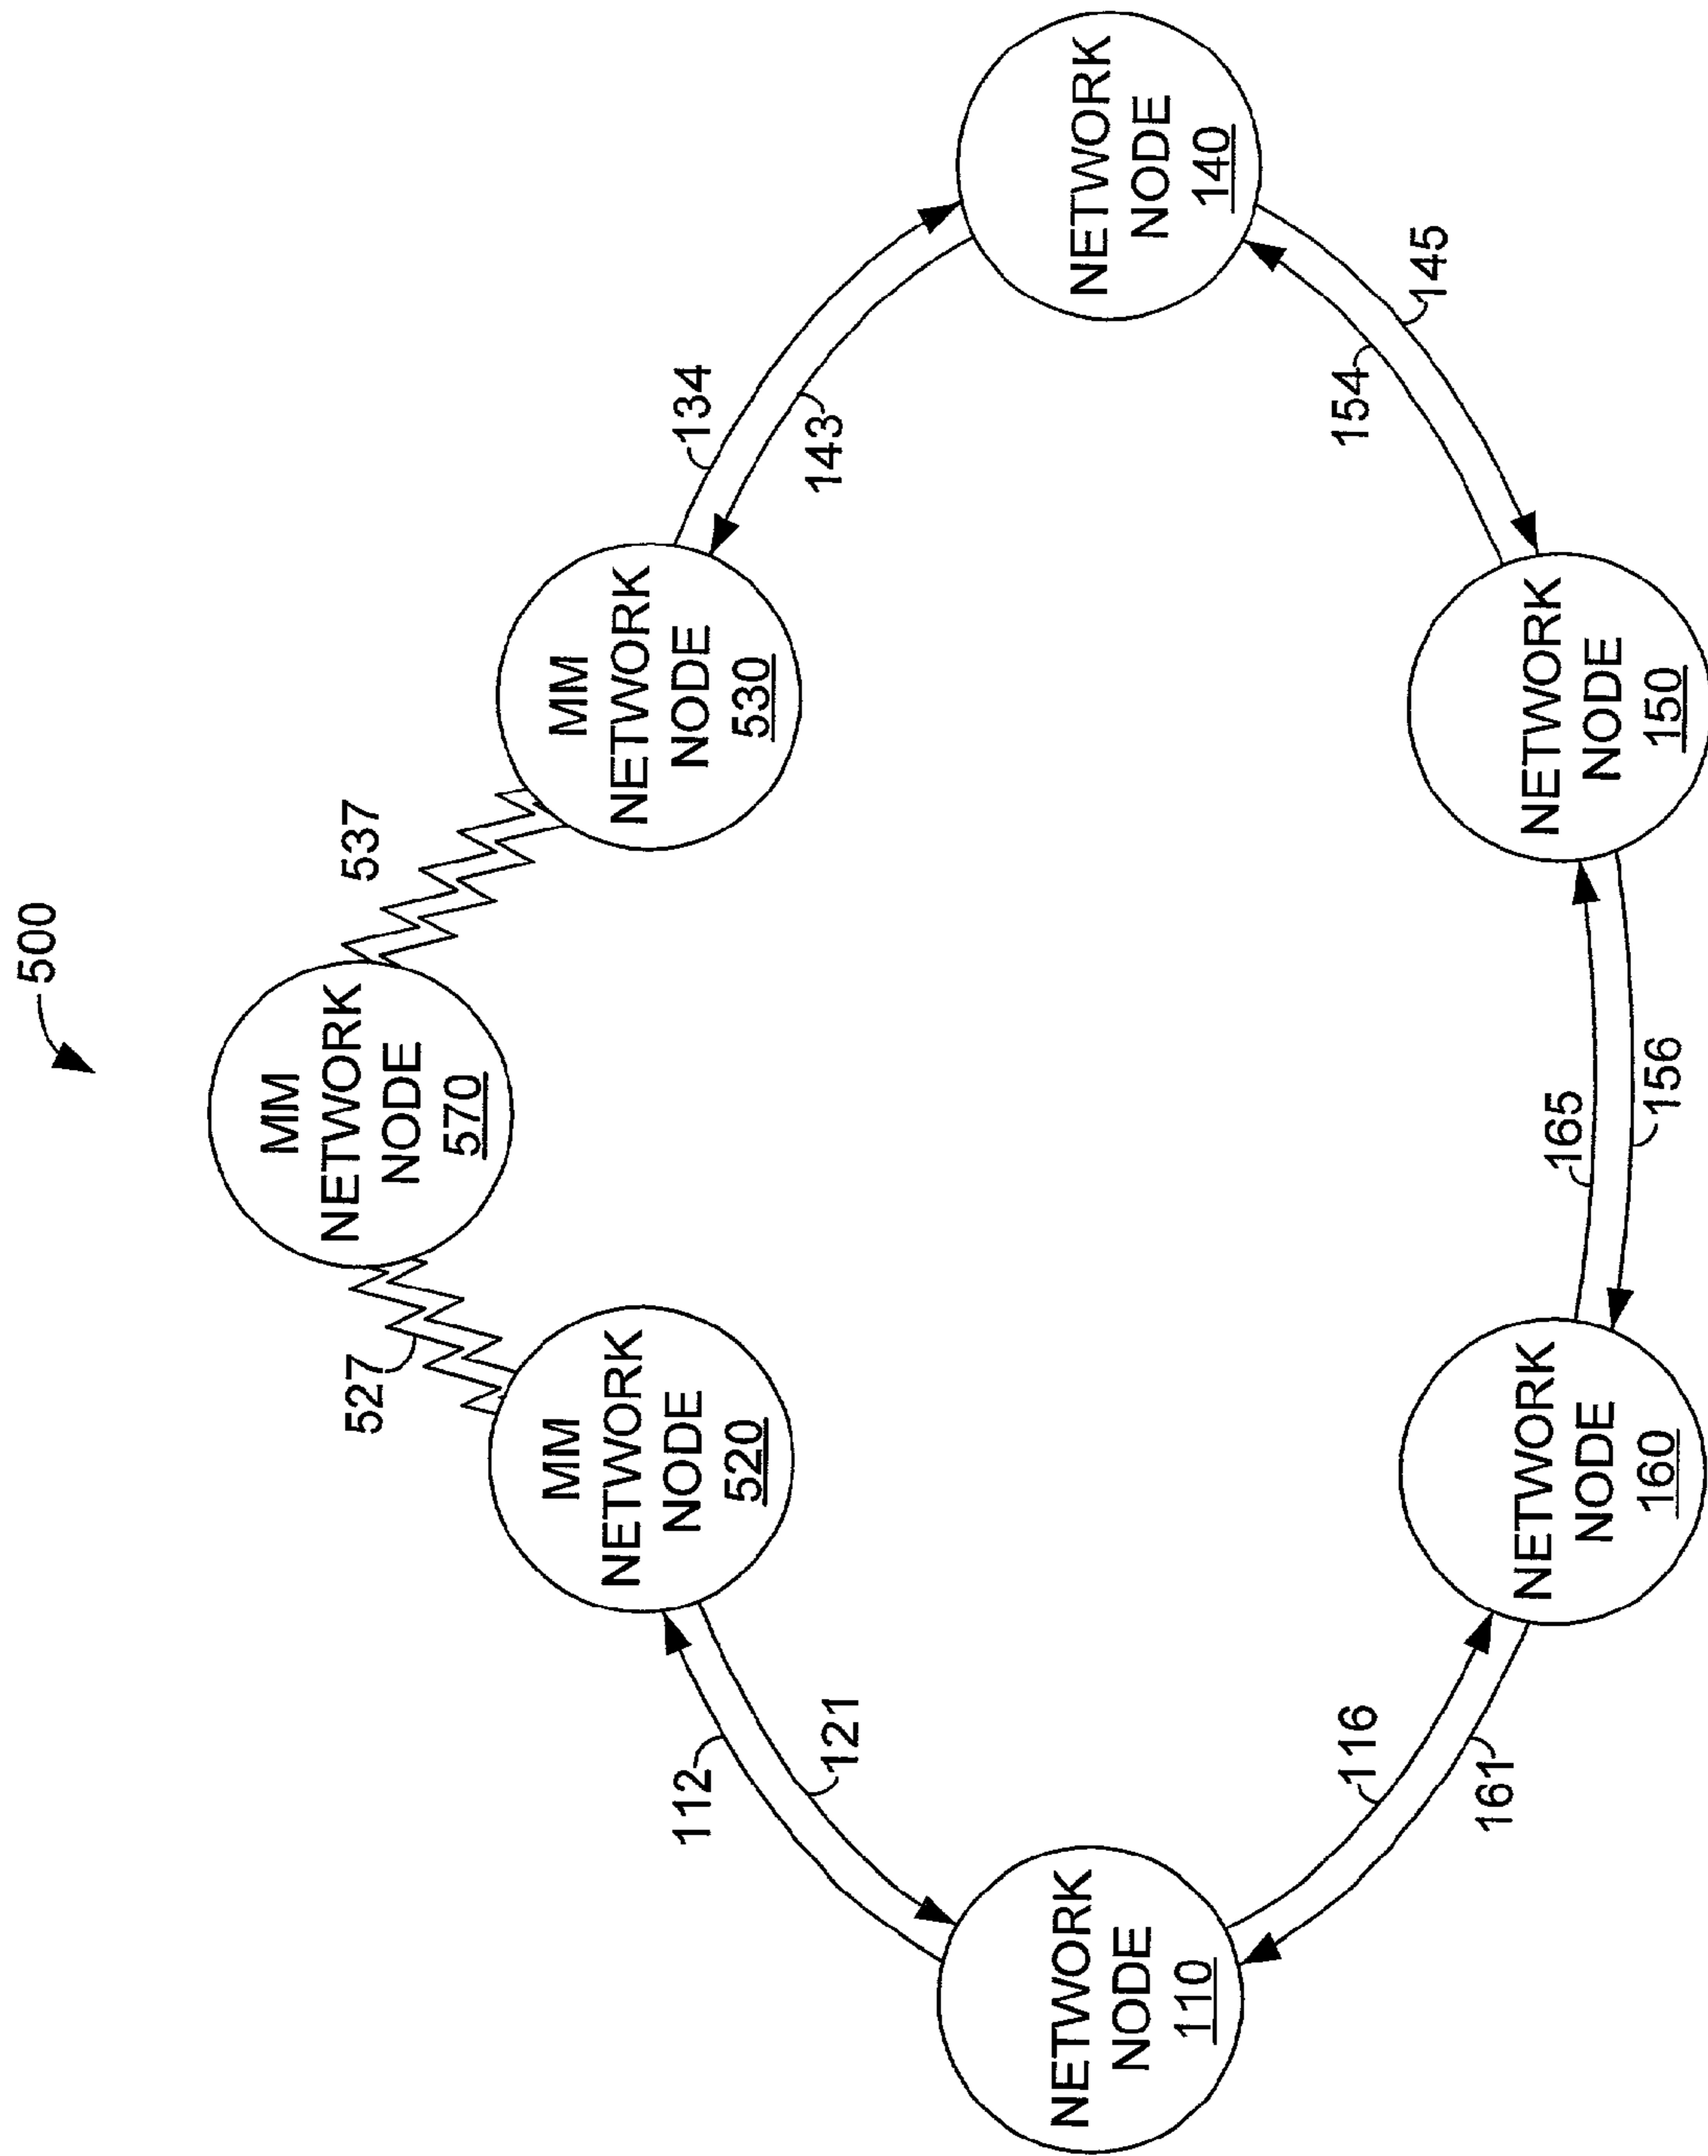 500
MM
NETWORK
NODE
570
527
537
MM
NETWORK
NODE
520
MM
NETWORK
NODE
530
112
121
134
143
NETWORK
NODE
110
NETWORK
NODE
140
116
161
154
145
165
156
NETWORK
NODE
160
NETWORK
NODE
150